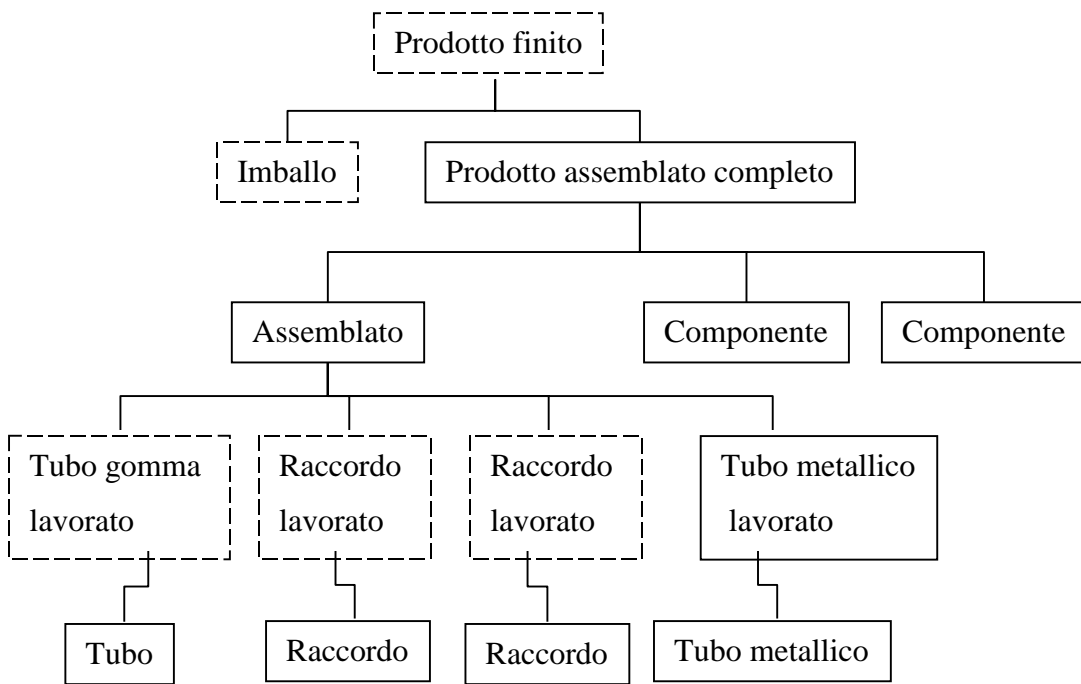 Prodotto finito
Imballo
Prodotto assemblato completo
Assemblato
Componente
Componente
Tubo gomma
lavorato
Raccordo
lavorato
Raccordo
lavorato
Tubo metallico
lavorato
Tubo
Raccordo
Raccordo
Tubo metallico